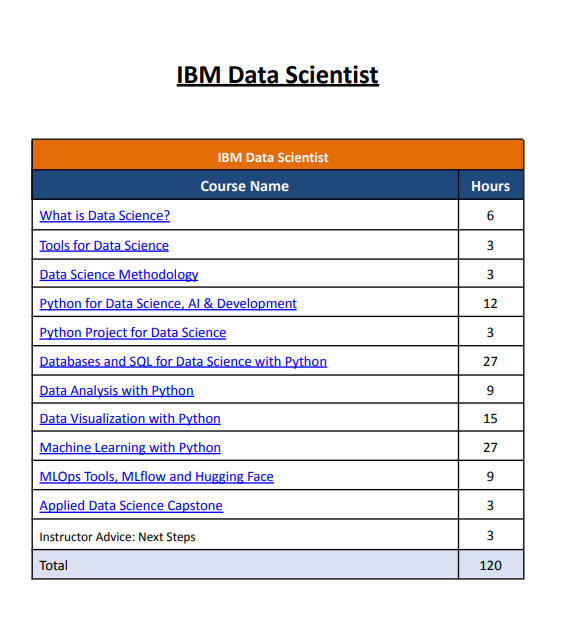 IBM Data Scientist
IBM Data Scientist
Course Name Hours
What is Data Science? 6
Tools for Data Science 3
Data Science Methodology 3
Python for Data Science, AI & Development 12
Python Project for Data Science 3
Databases and SQL for Data Science with Python 27
Data Analysis with Python 9
Data Visualization with Python 15
Machine Learning with Python 27
MLOps Tools, MLflow and Hugging Face 9
Applied Data Science Capstone 3
Instructor Advice: Next Steps 3
Total 120